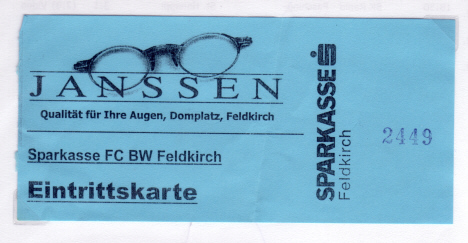 JANSSEN
Qualität für Ihre Augen, Domplatz, Feldkirch
Sparkasse FC BW Feldkirch
Eintrittskarte
SPARKASSE
Feldkirch
2449